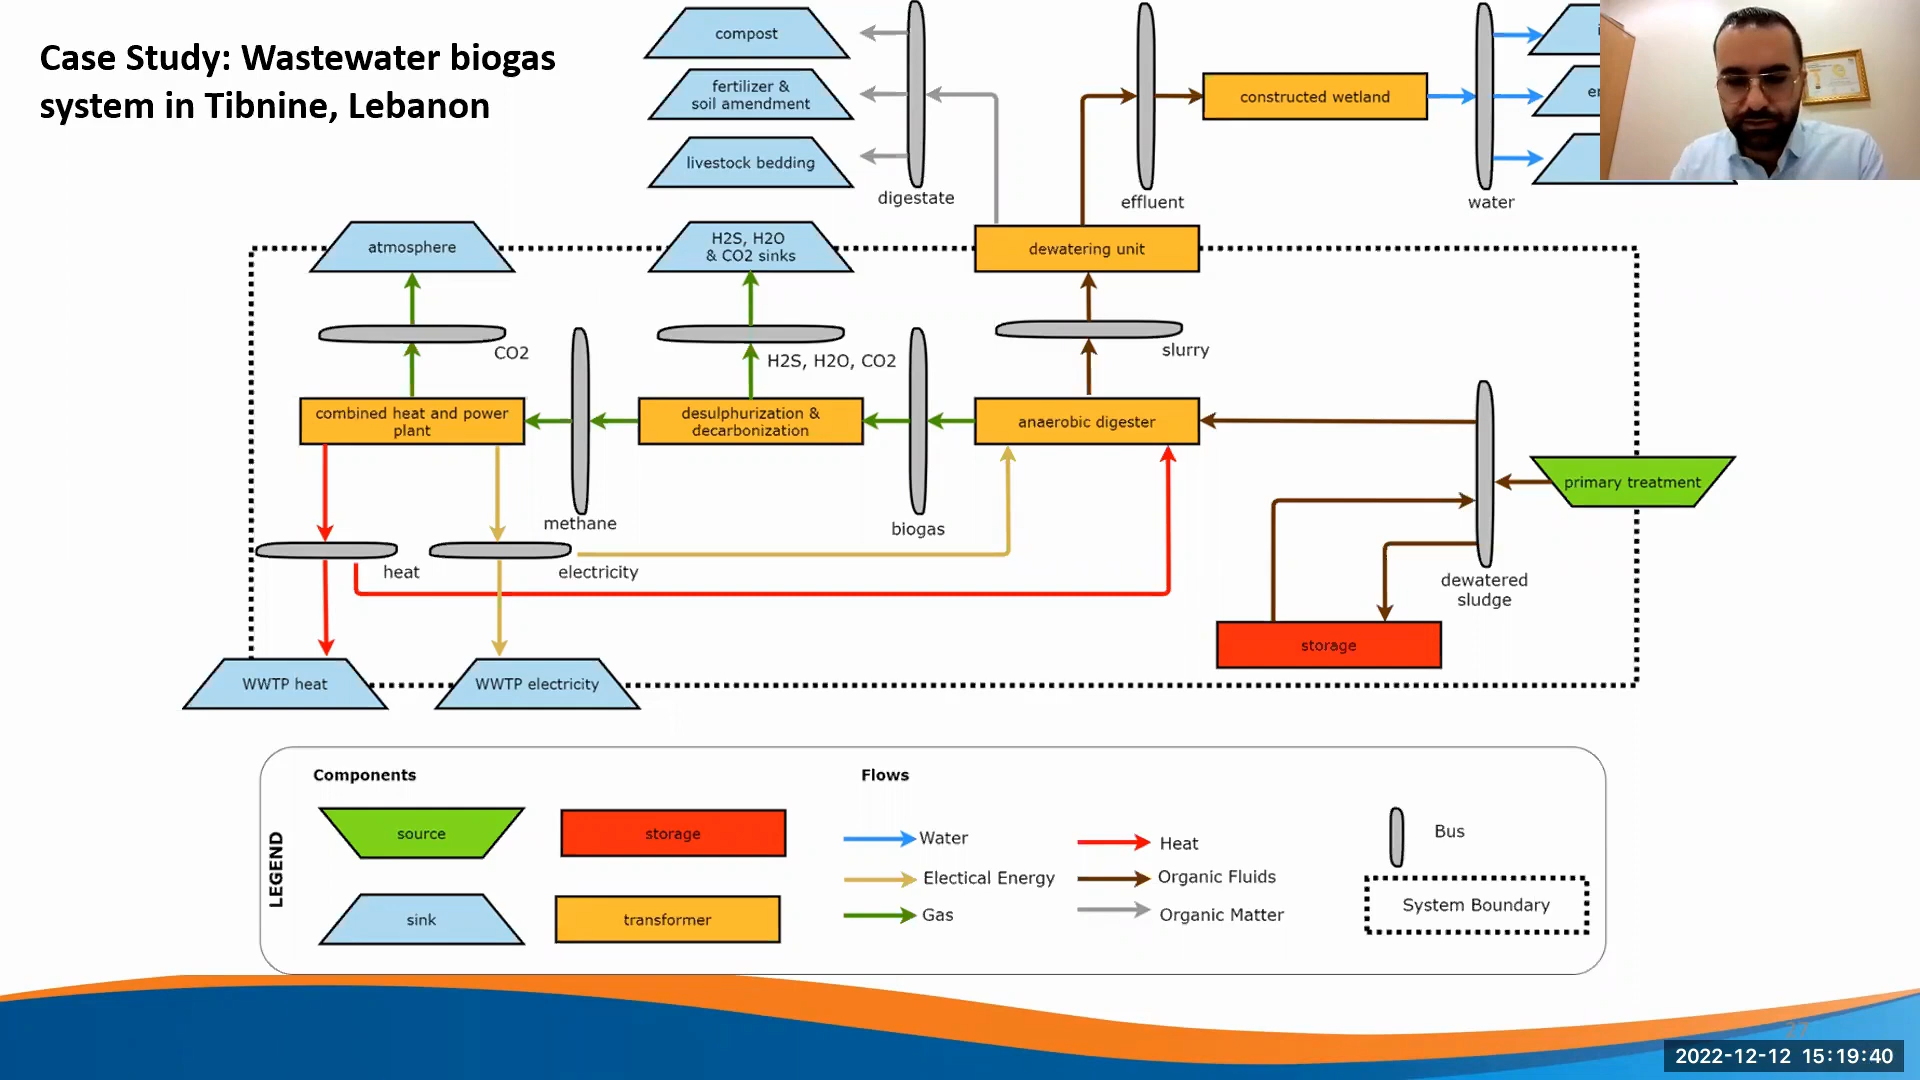 Case Study: Wastewater biogas
system in Tibnine, Lebanon
compost
fertilizer &
soil amendment
livestock bedding
digestate
effluent
constructed wetland
water
atmosphere
H2S, H2O
& CO2 sinks
dewatering unit
CO2
H2S, H2O, CO2
slurry
combined heat and power
plant
desulphurization &
decarbonization
anaerobic digester
primary treatment
methane
biogas
heat
electricity
dewatered
sludge
storage
WWTP heat
WWTP electricity
LEGEND
Components
source
storage
sink
transformer
Flows
Water
Electical Energy
Gas
Heat
Organic Fluids
Organic Matter
Bus
System Boundary
27
2022-12-12 15:19:40